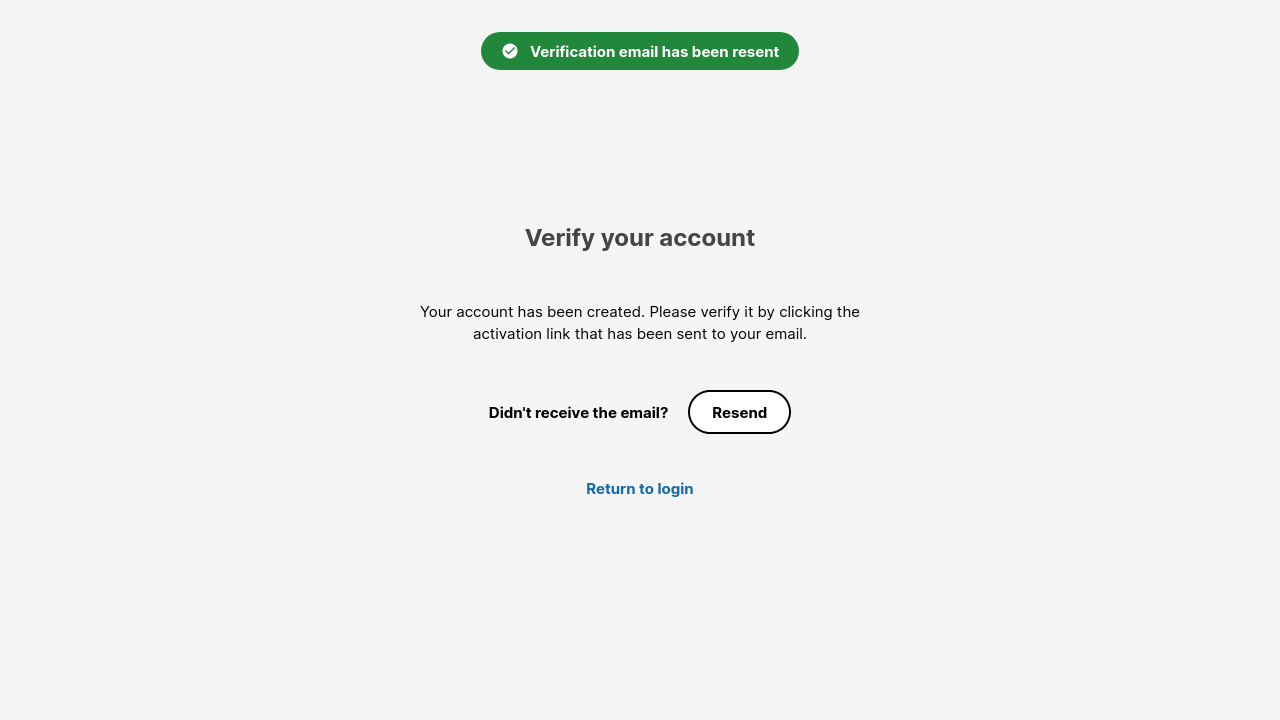 Verification email has been resent
Verify your account
Your account has been created. Please verify it by clicking the
activation link that has been sent to your email.
Didn't receive the email?
Resend
Return to login